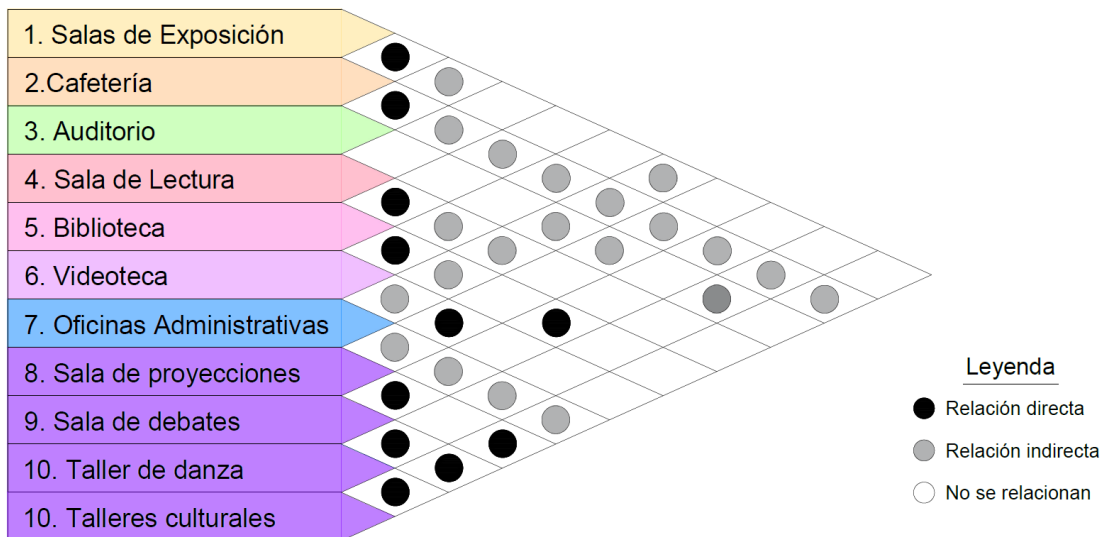 1. Salas de Exposición
2.Cafetería
3. Auditorio
4. Sala de Lectura
5. Biblioteca
6. Videoteca
7. Oficinas Administrativas
8. Sala de proyecciones
9. Sala de debates
10. Taller de danza
10. Talleres culturales
Leyenda
Relación directa
Relación indirecta
No se relacionan